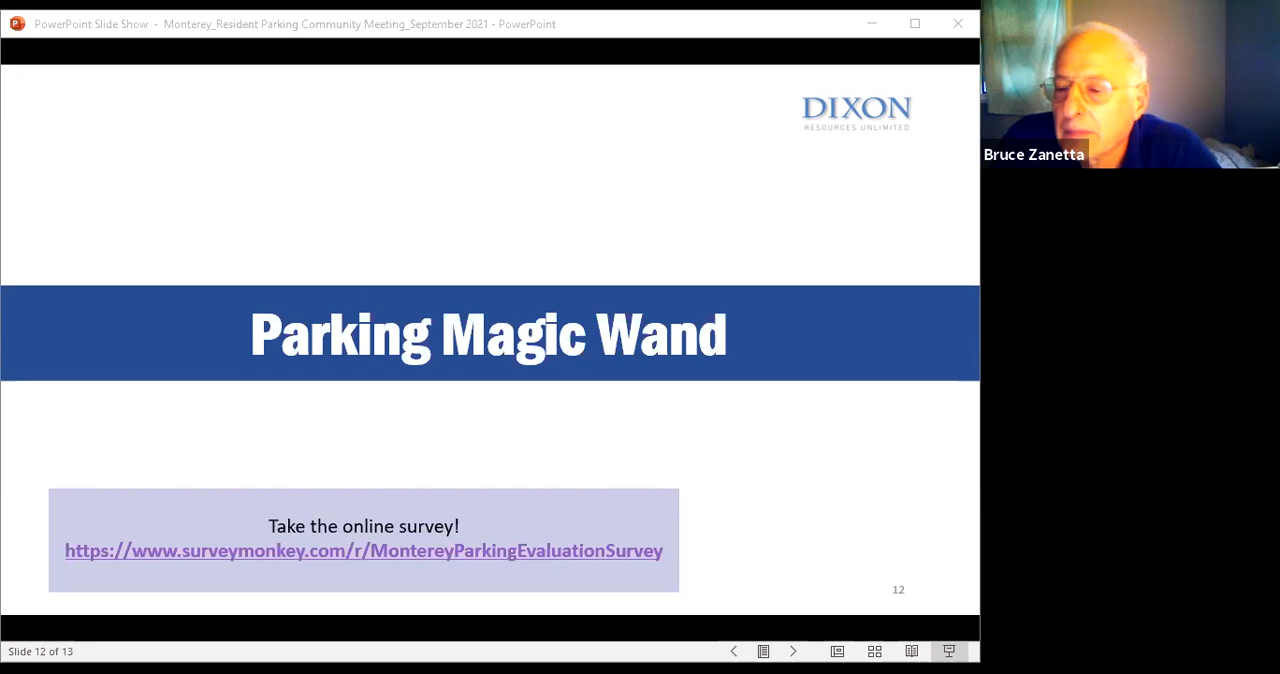 PowerPoint Slide Show - Monterey_Resident Parking Community Meeting_September 2021 - PowerPoint
DIXON
RESOURCES UNLIMITED
Bruce Zanetta
Parking Magic Wand
Take the online survey!
https://www.surveymonkey.com/r/MontereyParkingEvaluationSurvey
12
Slide 12 of 13